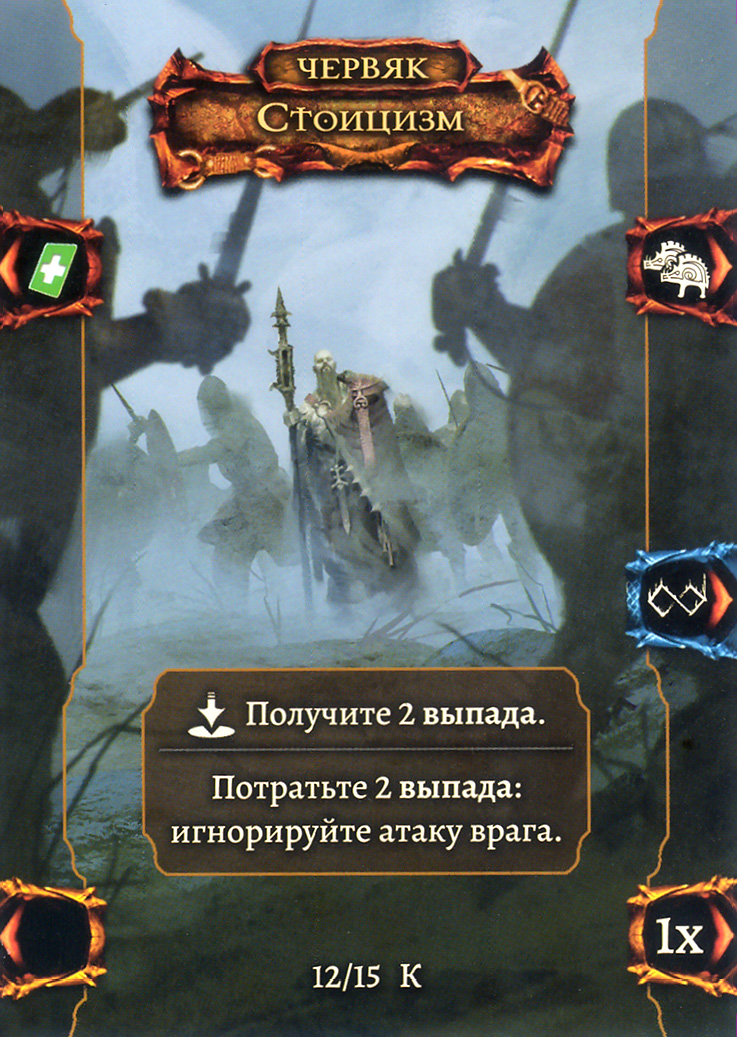 ЧЕРВЯК
Стоицизм
Получите 2 выпада.
Потратьте 2 выпада:
игнорируйте атаку врага.
1x
12/15 К